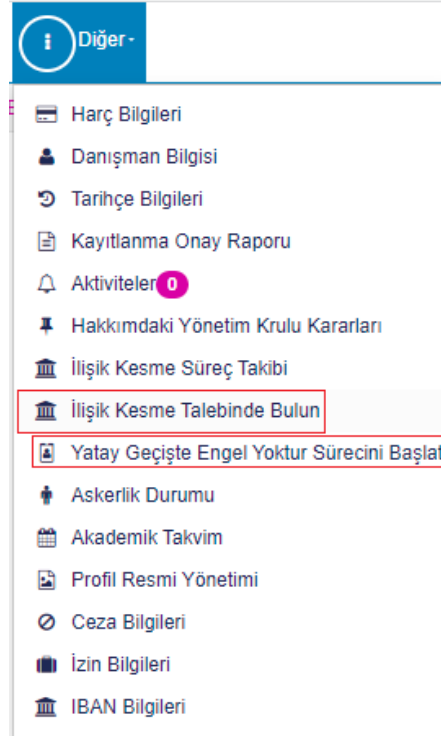 Diğer
Harç Bilgileri
Danışman Bilgisi
Tarihçe Bilgileri
Kayıtlanma Onay Raporu
Aktiviteler 0
Hakkımdaki Yönetim Krulu Kararları
İlişik Kesme Süreç Takibi
İlişik Kesme Talebinde Bulun
Yatay Geçişte Engel Yoktur Sürecini Başlat
Askerlik Durumu
Akademik Takvim
Profil Resmi Yönetimi
Ceza Bilgileri
İzin Bilgileri
IBAN Bilgileri